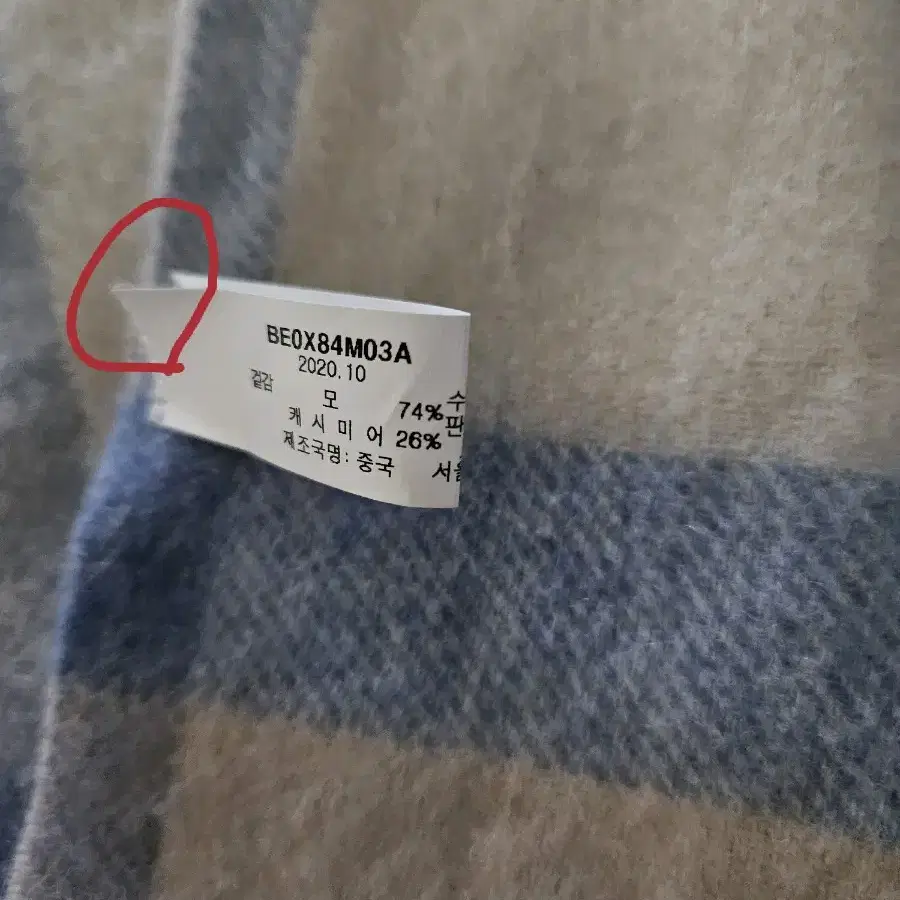 BE0X84M03A
2020.10
겉감
모 74% 수
캐시미어 26% 판
제조국명: 중국 서울